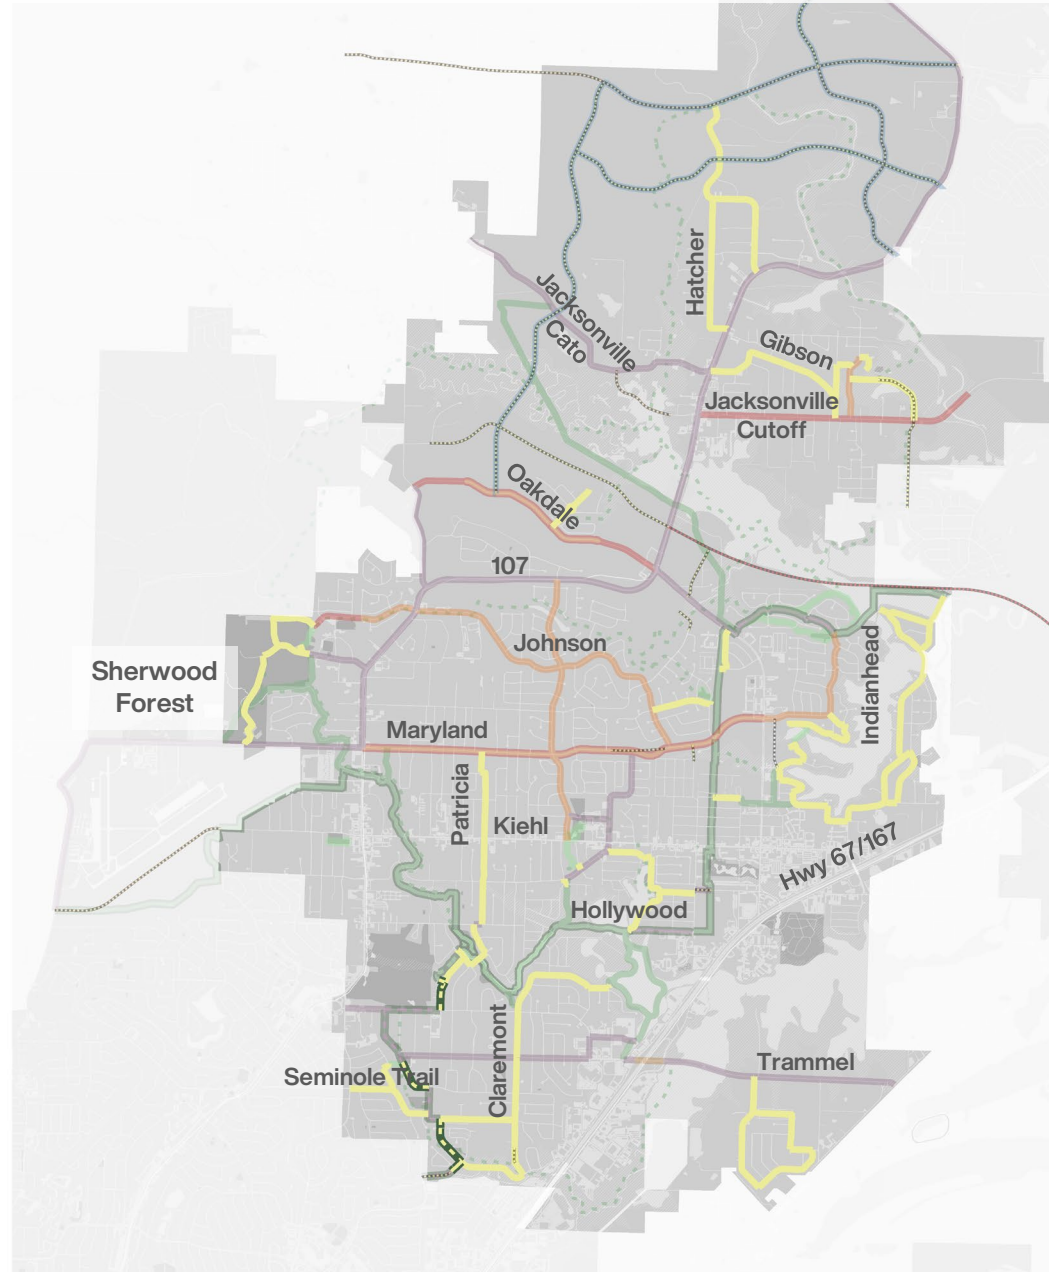 Hatcher
Jacksonville
Cato
Gibson
Jacksonville
Cutoff
Oakdale
107
Johnson
Indianhead
Sherwood
Forest
Maryland
Patricia
Kiehl
Hwy 67/167
Hollywood
Claremont
Trammel
Seminole Trail